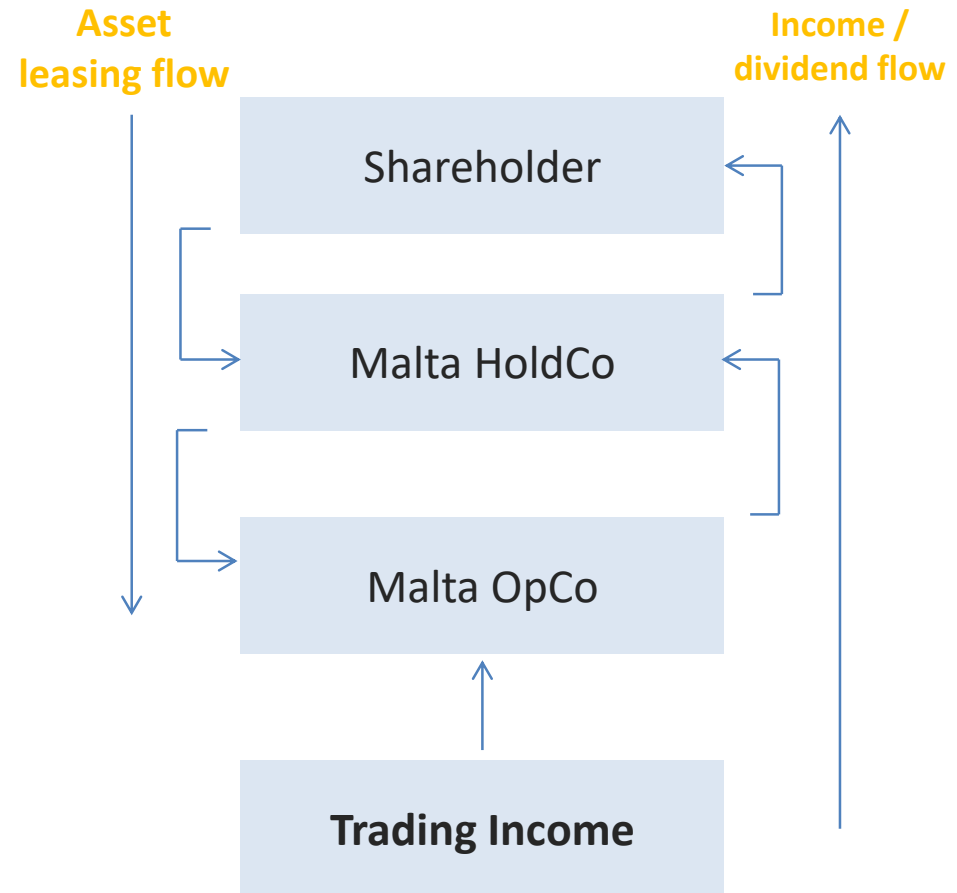 Asset
leasing flow
Income /
dividend flow
Shareholder
Malta HoldCo
Malta OpCo
Trading Income